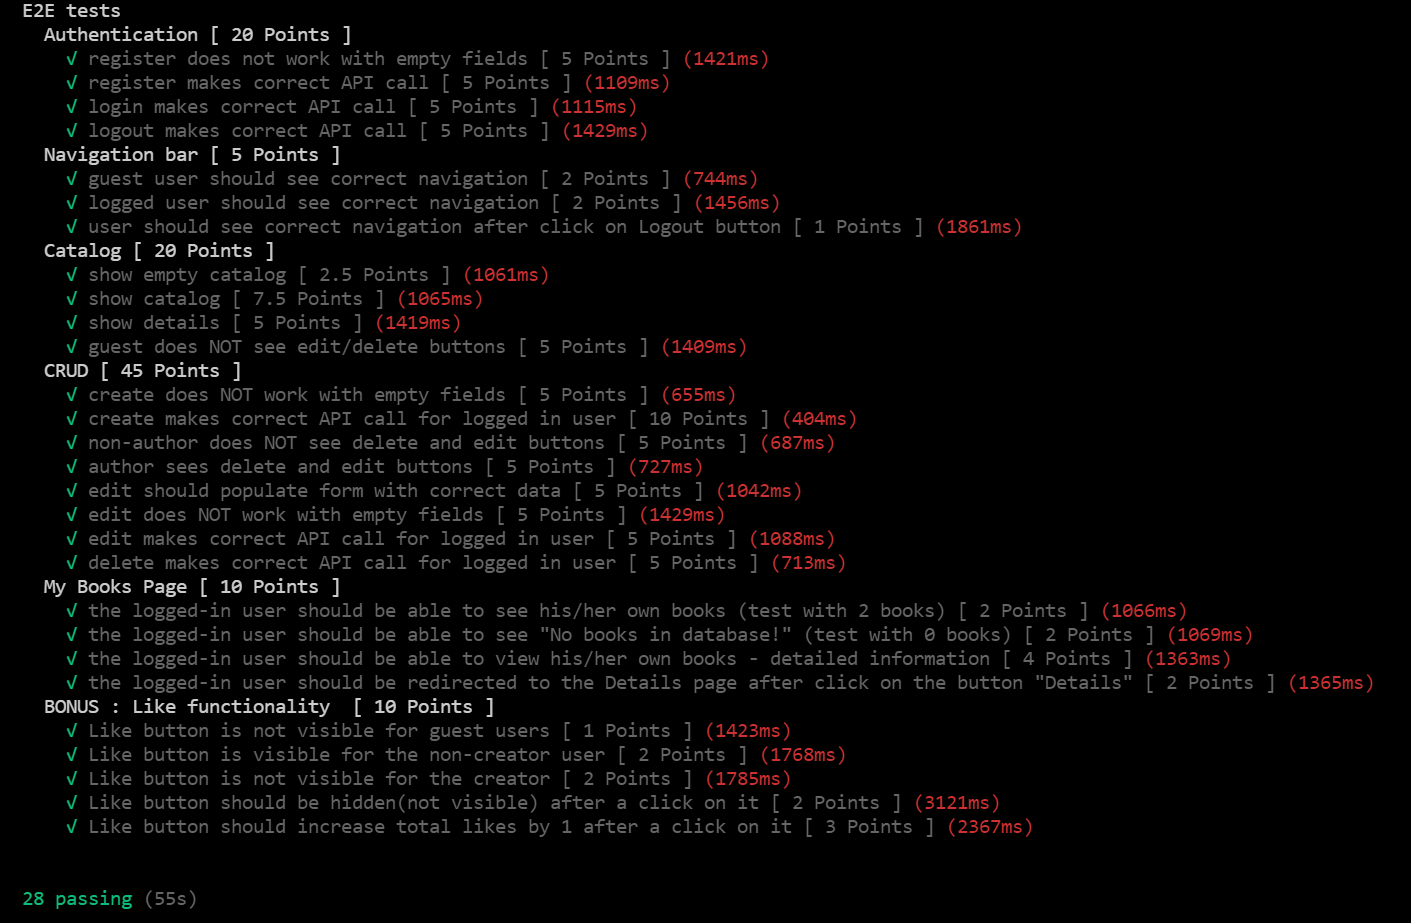 E2E tests
Authentication [ 20 Points ]
√ register does not work with empty fields [ 5 Points ] (1421ms)
√ register makes correct API call [ 5 Points ] (1109ms)
√ login makes correct API call [ 5 Points ] (1115ms)
√ logout makes correct API call [ 5 Points ] (1429ms)
Navigation bar [ 5 Points ]
√ guest user should see correct navigation [ 2 Points ] (744ms)
√ logged user should see correct navigation [ 2 Points ] (1456ms)
√ user should see correct navigation after click on Logout button [ 1 Points ] (1861ms)
Catalog [ 20 Points ]
√ show empty catalog [ 2.5 Points ] (1061ms)
√ show catalog [ 7.5 Points ] (1065ms)
√ show details [ 5 Points ] (1419ms)
√ guest does NOT see edit/delete buttons [ 5 Points ] (1409ms)
CRUD [ 45 Points ]
√ create does NOT work with empty fields [ 5 Points ] (655ms)
√ create makes correct API call for logged in user [ 10 Points ] (404ms)
√ non-author does NOT see delete and edit buttons [ 5 Points ] (687ms)
√ author sees delete and edit buttons [ 5 Points ] (727ms)
√ edit should populate form with correct data [ 5 Points ] (1042ms)
√ edit does NOT work with empty fields [ 5 Points ] (1429ms)
√ edit makes correct API call for logged in user [ 5 Points ] (1088ms)
√ delete makes correct API call for logged in user [ 5 Points ] (713ms)
My Books Page [ 10 Points ]
√ the logged-in user should be able to see his/her own books (test with 2 books) [ 2 Points ] (1066ms)
√ the logged-in user should be able to see "No books in database!" (test with 0 books) [ 2 Points ] (1069ms)
√ the logged-in user should be able to view his/her own books - detailed information [ 4 Points ] (1363ms)
√ the logged-in user should be redirected to the Details page after click on the button "Details" [ 2 Points ] (1365ms)
BONUS : Like functionality  [ 10 Points ]
√ Like button is not visible for guest users [ 1 Points ] (1423ms)
√ Like button is visible for the non-creator user [ 2 Points ] (1768ms)
√ Like button is not visible for the creator [ 2 Points ] (1785ms)
√ Like button should be hidden(not visible) after a click on it [ 2 Points ] (3121ms)
√ Like button should increase total likes by 1 after a click on it [ 3 Points ] (2367ms)
28 passing (55s)